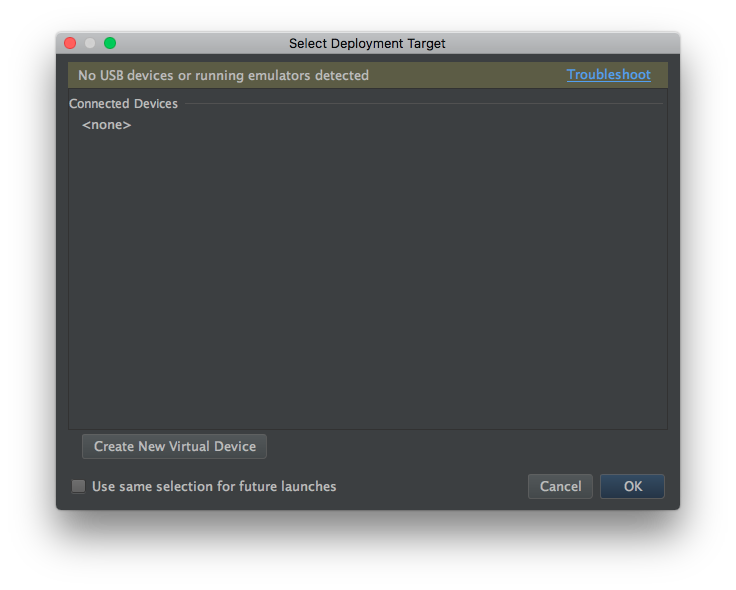 Select Deployment Target
No USB devices or running emulators detected Troubleshoot
Connected Devices
<none>
Create New Virtual Device
Use same selection for future launches Cancel OK